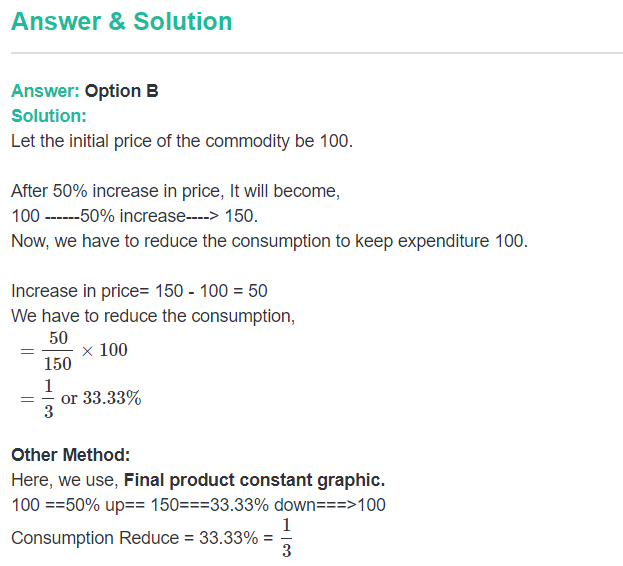 Answer & Solution
Answer: Option B
Solution:
Let the initial price of the commodity be 100.
After 50% increase in price, It will become,
100 ------50% increase----> 150.
Now, we have to reduce the consumption to keep expenditure 100.
Increase in price= 150 - 100 = 50
We have to reduce the consumption,
= 50/150 × 100
= 1/3 or 33.33%
Other Method:
Here, we use, Final product constant graphic.
100 ==50% up== 150===33.33% down===>100
Consumption Reduce = 33.33% = 1/3